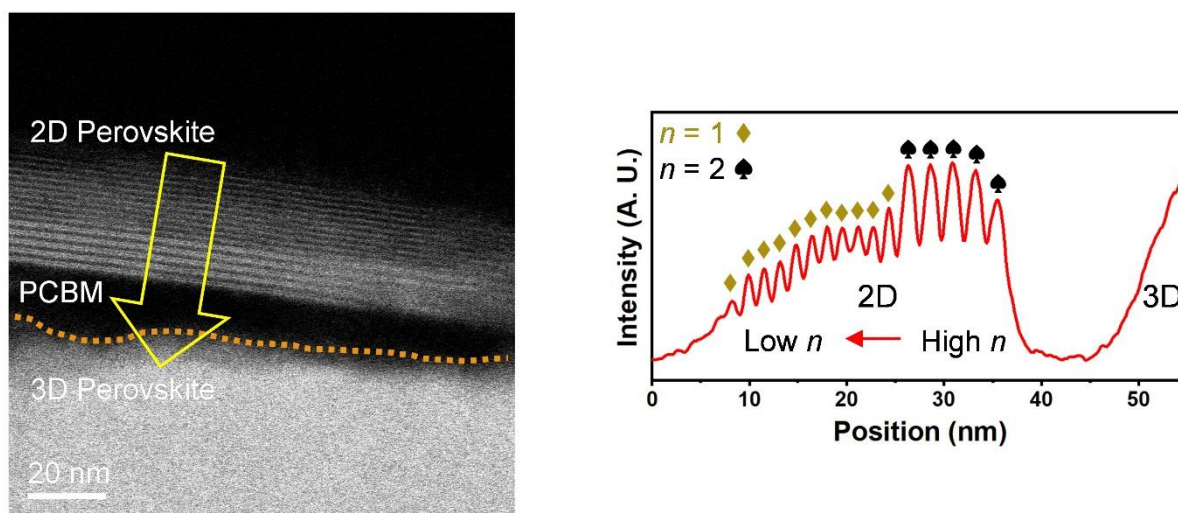 2D Perovskite
PCBM
3D Perovskite
20 nm
n = 1
n = 2
2D
3D
Low n
High n
Intensity (A. U.)
0
10
20
30
40
50
Position (nm)